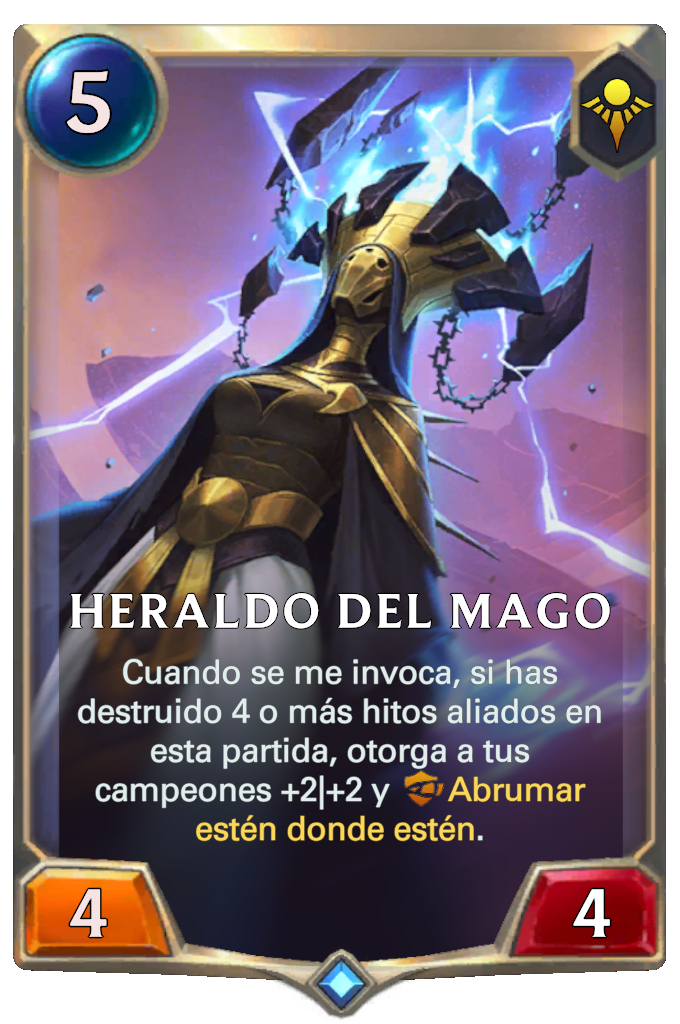 5
HERALDO DEL MAGO
Cuando se me invoca, si has
destruido 4 o más hitos aliados en
esta partida, otorga a tus
campeones +2|+2 y Abrumar
estén donde estén.
4
4